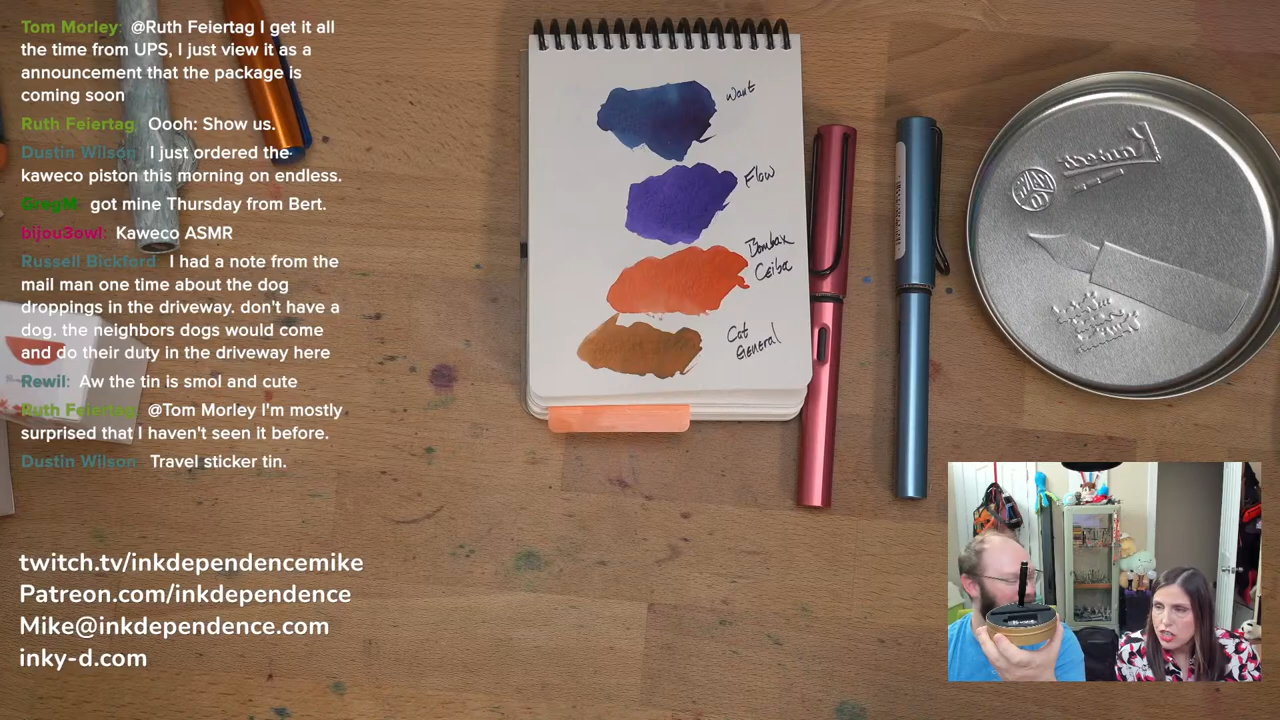 Tom Morley: @Ruth Feiertag I get it all
the time from UPS, I just view it as a
announcement that the package is
coming soon
Ruth Feiertag: Oooh: Show us.
Dustin Wilson: I just ordered the
kaweco piston this morning on endless.
GregM: got mine Thursday from Bert.
bijou3owl: Kaweco ASMR
Russell Bickford: I had a note from the
mail man one time about the dog
droppings in the driveway. don't have a
dog. the neighbors dogs would come
and do their duty in the driveway here
Rewil: Aw the tin is smol and cute
Ruth Feiertag: @Tom Morley I'm mostly
surprised that I haven't seen it before.
Dustin Wilson: Travel sticker tin.
twitch.tv/inkdependencemike
Patreon.com/inkdependence
Mike@inkdependence.com
inky-d.com
Want
Flow
Bombax
Ceiba
Cat
General
Kaweco